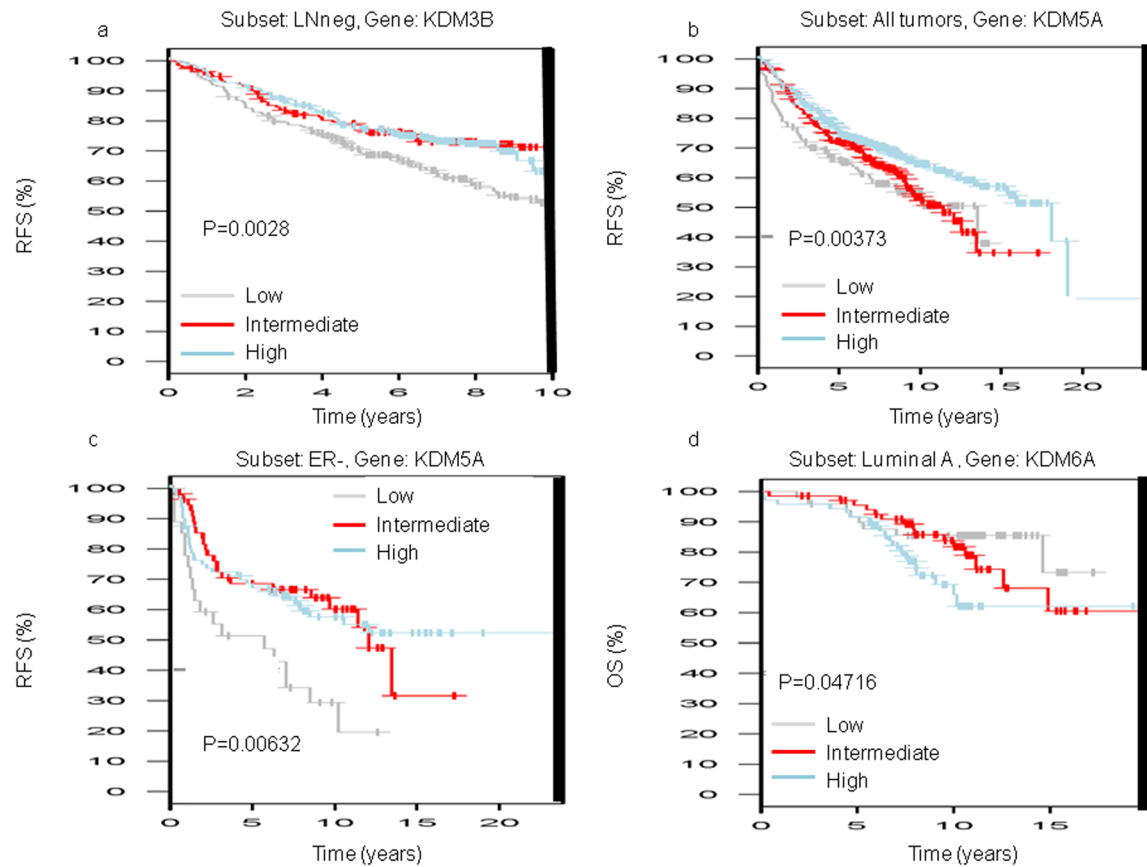 a
Subset: LNneg, Gene: KDM3B
100
90
80
70
60
50
40
30
20
10
0
RFS (%)
P=0.0028
Low
Intermediate
High
0 2 4 6 8 10
Time (years)
b
Subset: All tumors, Gene: KDM5A
100
90
80
70
60
50
40
30
20
10
0
RFS (%)
P=0.00373
Low
Intermediate
High
0 5 10 15 20
Time (years)
c
Subset: ER-, Gene: KDM5A
100
90
80
70
60
50
40
30
20
10
0
RFS (%)
Low
Intermediate
High
P=0.00632
0 5 10 15 20
Time (years)
d
Subset: Luminal A, Gene: KDM6A
100
90
80
70
60
50
40
30
20
10
0
OS (%)
P=0.04716
Low
Intermediate
High
0 5 10 15
Time (years)